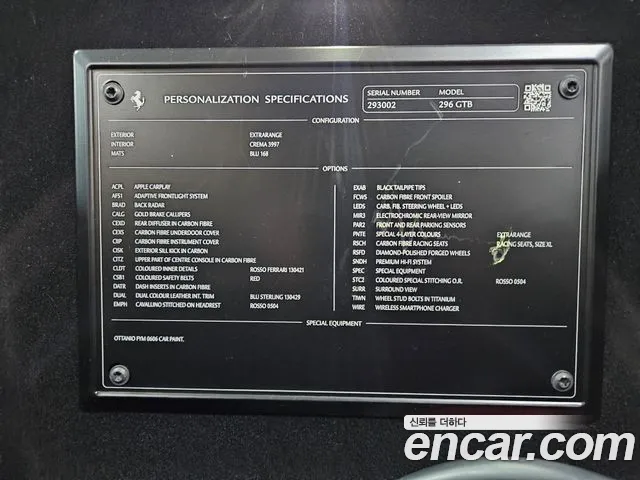 PERSONALIZATION SPECIFICATIONS
SERIAL NUMBER MODEL
293002 296 GTB
CONFIGURATION
EXTERIOR EXTRARANGE
INTERIOR CREMA 3997
MATS BLU 168
OPTIONS
ACPL APPLE CARPLAY
AFS1 ADAPTIVE FRONTLIGHT SYSTEM
BRAD BACK RADAR
CALG GOLD BRAKE CALLIPERS
CEXD REAR DIFFUSER IN CARBON FIBRE
CEXS CARBON FIBRE UNDERDOOR COVER
CIIP CARBON FIBRE INSTRUMENT COVER
CISK EXTERIOR SILL KICK IN CARBON
CITZ UPPER PART OF CENTRE CONSOLE IN CARBON FIBRE
CLDT COLOURED INNER DETAILS ROSSO FERRARI 130421
CSB1 COLOURED SAFETY BELTS RED
DATR DASH INSERTS IN CARBON FIBRE
DUAL DUAL COLOUR LEATHER INT. TRIM BLU STERLING 130429
EMPH CAVALLINO STITCHED ON HEADREST ROSSO 0504
EXAB BLACK TAILPIPE TIPS
FCWS CARBON FIBRE FRONT SPOILER
LEDS CARB. FIB. STEERING WHEEL + LEDS
MIR3 ELECTROCHROMIC REAR-VIEW MIRROR
PAR2 FRONT AND REAR PARKING SENSORS
PNTE SPECIAL 4-LAYER COLOURS EXTRARANGE
RSCH CARBON FIBRE RACING SEATS RACING SEATS, SIZE XL
RSFD DIAMOND-POLISHED FORGED WHEELS
SNDH PREMIUM HI-FI SYSTEM
SPEC SPECIAL EQUIPMENT
STC2 COLOURED SPECIAL STITCHING O.R. ROSSO 0504
SURR SURROUND VIEW
TIWN WHEEL STUD BOLTS IN TITANIUM
WIRE WIRELESS SMARTPHONE CHARGER
SPECIAL EQUIPMENT
OTTANIO FYM 0606 CAR PAINT.
신뢰를 더하다
encar.com